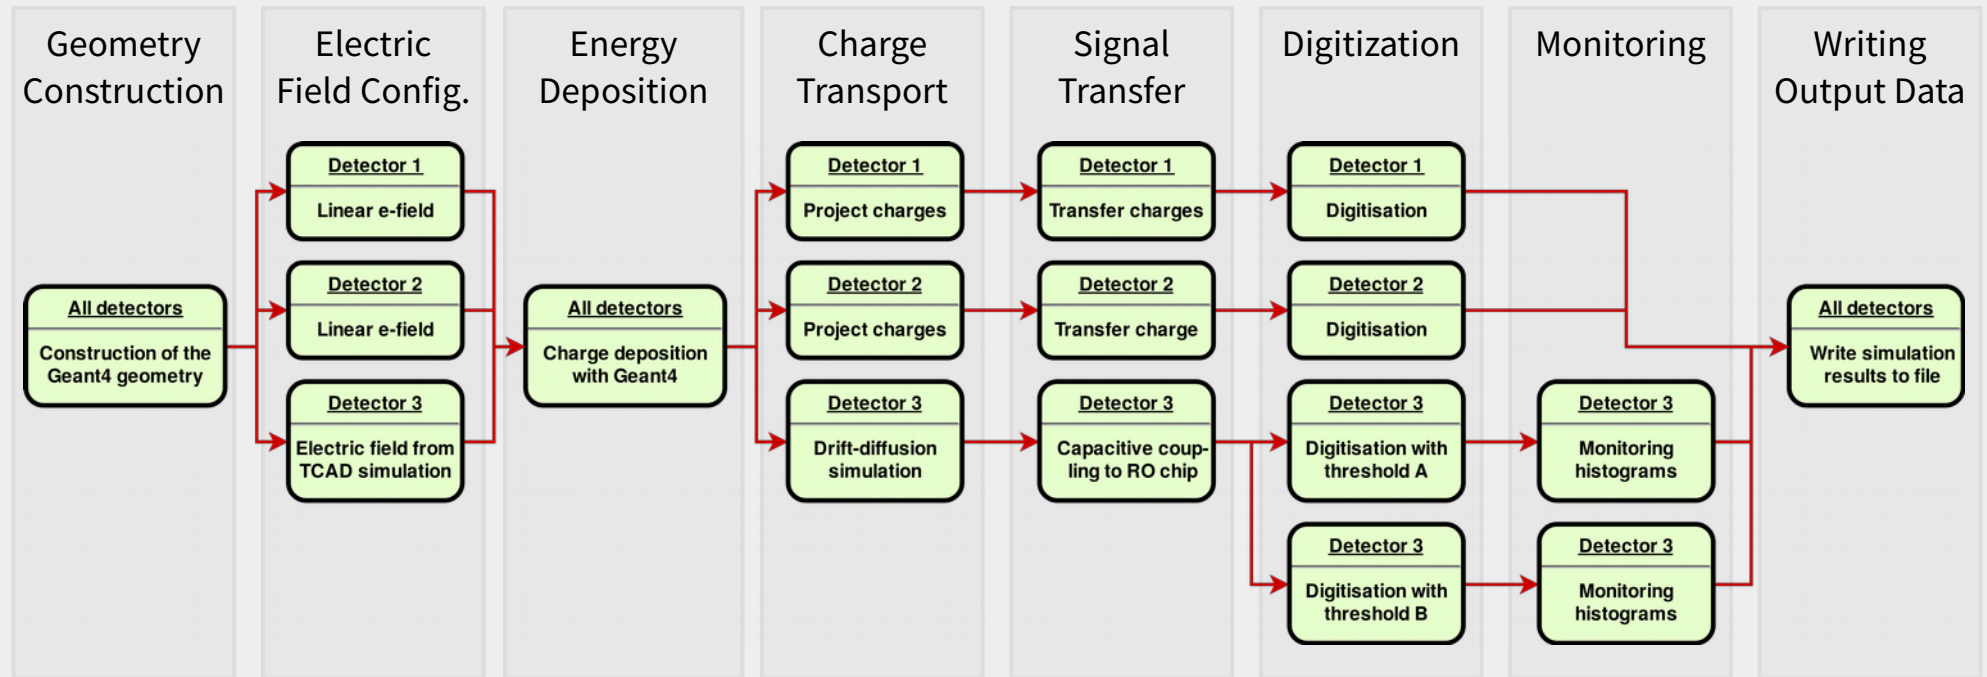 Geometry
Construction
Electric
Field Config.
Energy
Deposition
Charge
Transport
Signal
Transfer
Digitization
Monitoring
Writing
Output Data
All detectors
Construction of the
Geant4 geometry
Detector 1
Linear e-field
Detector 2
Linear e-field
Detector 3
Electric field from
TCAD simulation
All detectors
Charge deposition
with Geant4
Detector 1
Project charges
Detector 2
Project charges
Detector 3
Drift-diffusion
simulation
Detector 1
Transfer charges
Detector 2
Transfer charge
Detector 3
Capacitive coup-
ling to RO chip
Detector 1
Digitisation
Detector 2
Digitisation
Detector 3
Digitisation with
threshold A
Detector 3
Digitisation with
threshold B
Detector 3
Monitoring
histograms
Detector 3
Monitoring
histograms
All detectors
Write simulation
results to file